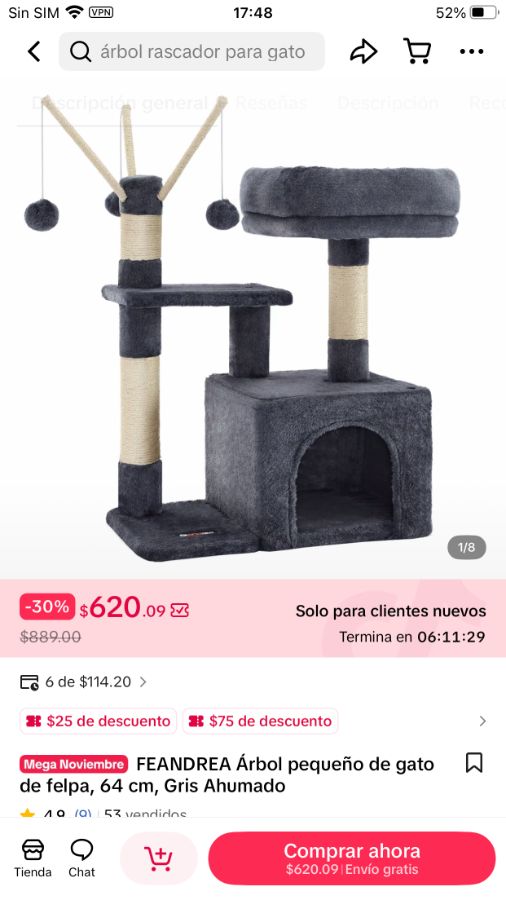 Sin SIM VPN 17:48 52%
árbol rascador para gato
Descripción general Reseñas Descripción
1/8
-30% $620.09 Solo para clientes nuevos
$889.00 Termina en 06:11:29
6 de $114.20
$25 de descuento $75 de descuento
Mega Noviembre FEANDREA Árbol pequeño de gato
de felpa, 64 cm, Gris Ahumado
4.9 (9) 53 vendidos
Tienda Chat Comprar ahora
$620.09 Envío gratis